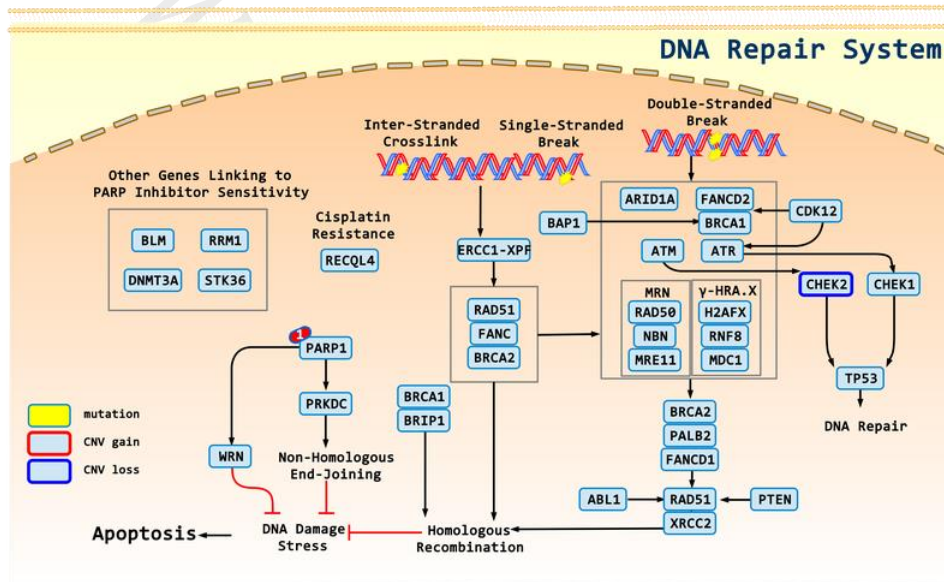 DNA Repair System
Double-Stranded
Break
Inter-Stranded
Crosslink
Single-Stranded
Break
Other Genes Linking to
PARP Inhibitor Sensitivity
BLM
RRM1
DNMT3A
STK36
Cisplatin
Resistance
RECQL4
BAP1
ERCC1-XPF
ARID1A
FANCD2
BRCA1
CDK12
ATM
ATR
CHEK2
CHEK1
MRN
RAD50
NBN
MRE11
γ-HRA.X
H2AFX
RNF8
MDC1
RAD51
FANC
BRCA2
1
PARP1
PRKDC
WRN
Non-Homologous
End-Joining
BRCA1
BRIP1
TP53
DNA Repair
BRCA2
PALB2
FANCD1
ABL1
RAD51
PTEN
XRCC2
mutation
CNV gain
CNV loss
Apoptosis
DNA Damage
Stress
Homologous
Recombination